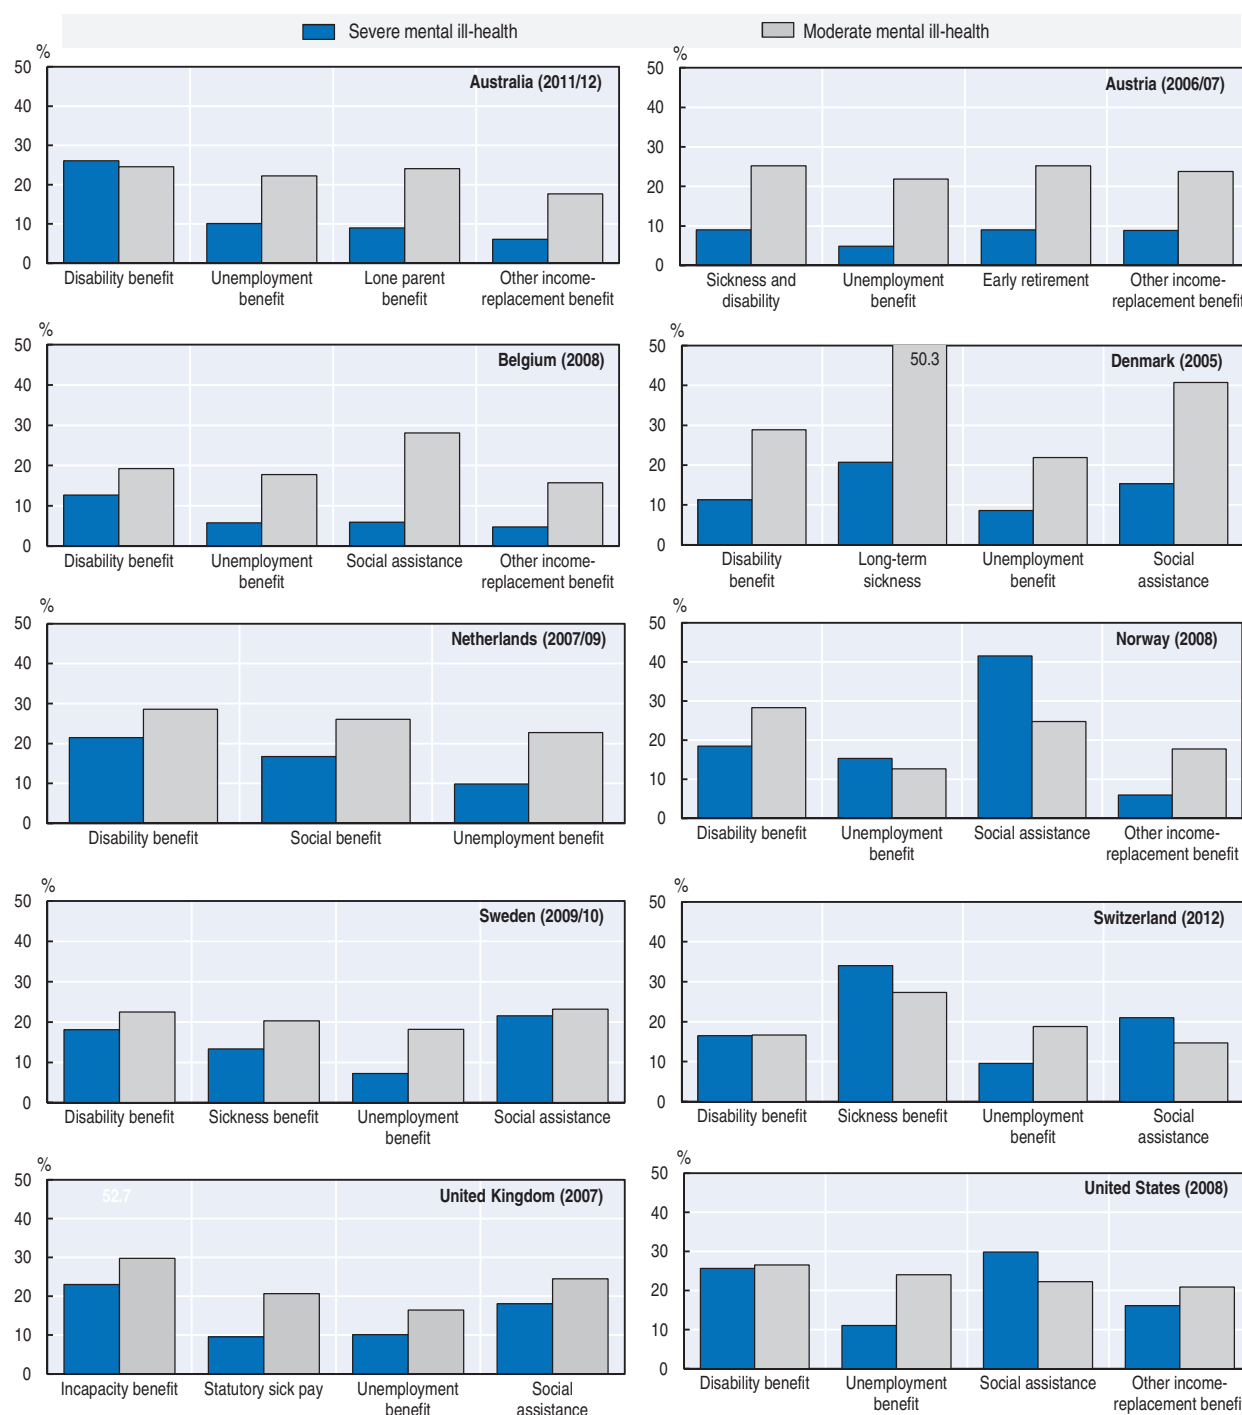 Severe mental ill-health
Moderate mental ill-health
%
50
40
30
20
10
0
Australia (2011/12)
Disability benefit
Unemployment
benefit
Lone parent
benefit
Other income-
replacement benefit
50
40
30
20
10
0
Austria (2006/07)
Sickness and
disability
Unemployment
benefit
Early retirement
Other income-
replacement benefit
%
50
40
30
20
10
0
Belgium (2008)
Disability benefit
Unemployment
benefit
Social assistance
Other income-
replacement benefit
%
50
40
30
20
10
0
50.3
Denmark (2005)
Disability
benefit
Long-term
sickness
Unemployment
benefit
Social
assistance
50
40
30
20
10
0
Netherlands (2007/09)
Disability benefit
Social benefit
Unemployment benefit
%
50
40
30
20
10
0
Norway (2008)
Disability benefit
Unemployment
benefit
Social assistance
Other income-
replacement benefit
%
50
40
30
20
10
0
Sweden (2009/10)
Disability benefit
Sickness benefit
Unemployment
benefit
Social assistance
%
50
40
30
20
10
0
Switzerland (2012)
Disability benefit
Sickness benefit
Unemployment
benefit
Social
assistance
%
50
40
30
20
10
0
52.7
United Kingdom (2007)
Incapacity benefit
Statutory sick pay
Unemployment
benefit
Social
assistance
%
50
40
30
20
10
0
United States (2008)
Disability benefit
Unemployment
benefit
Social assistance
Other income-
replacement benefit